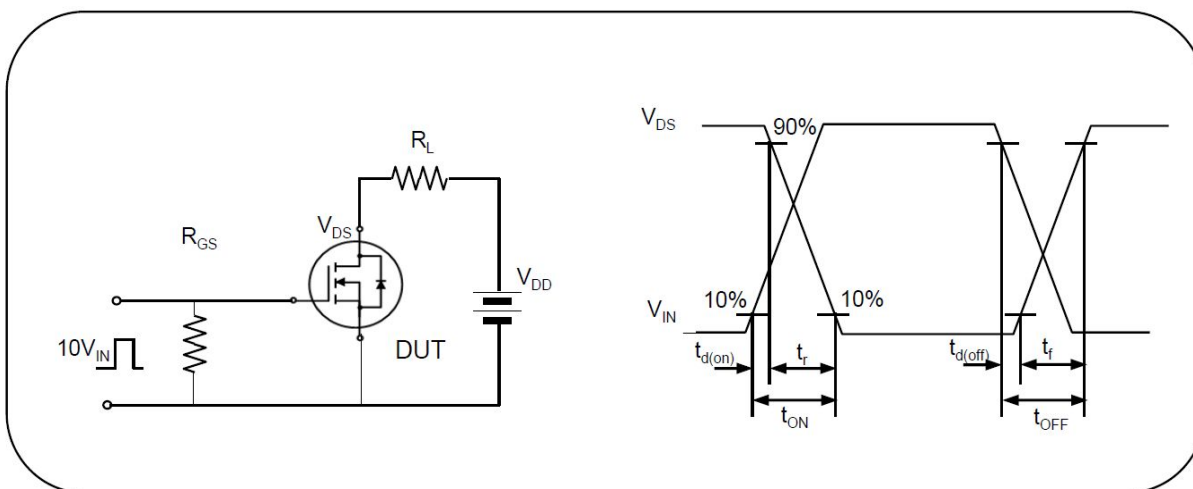 R_L
V_DS
R_GS
V_DD
10V_IN
DUT
V_DS
90%
V_IN
10%
10%
t_d(on)
t_r
t_ON
t_d(off)
t_f
t_OFF